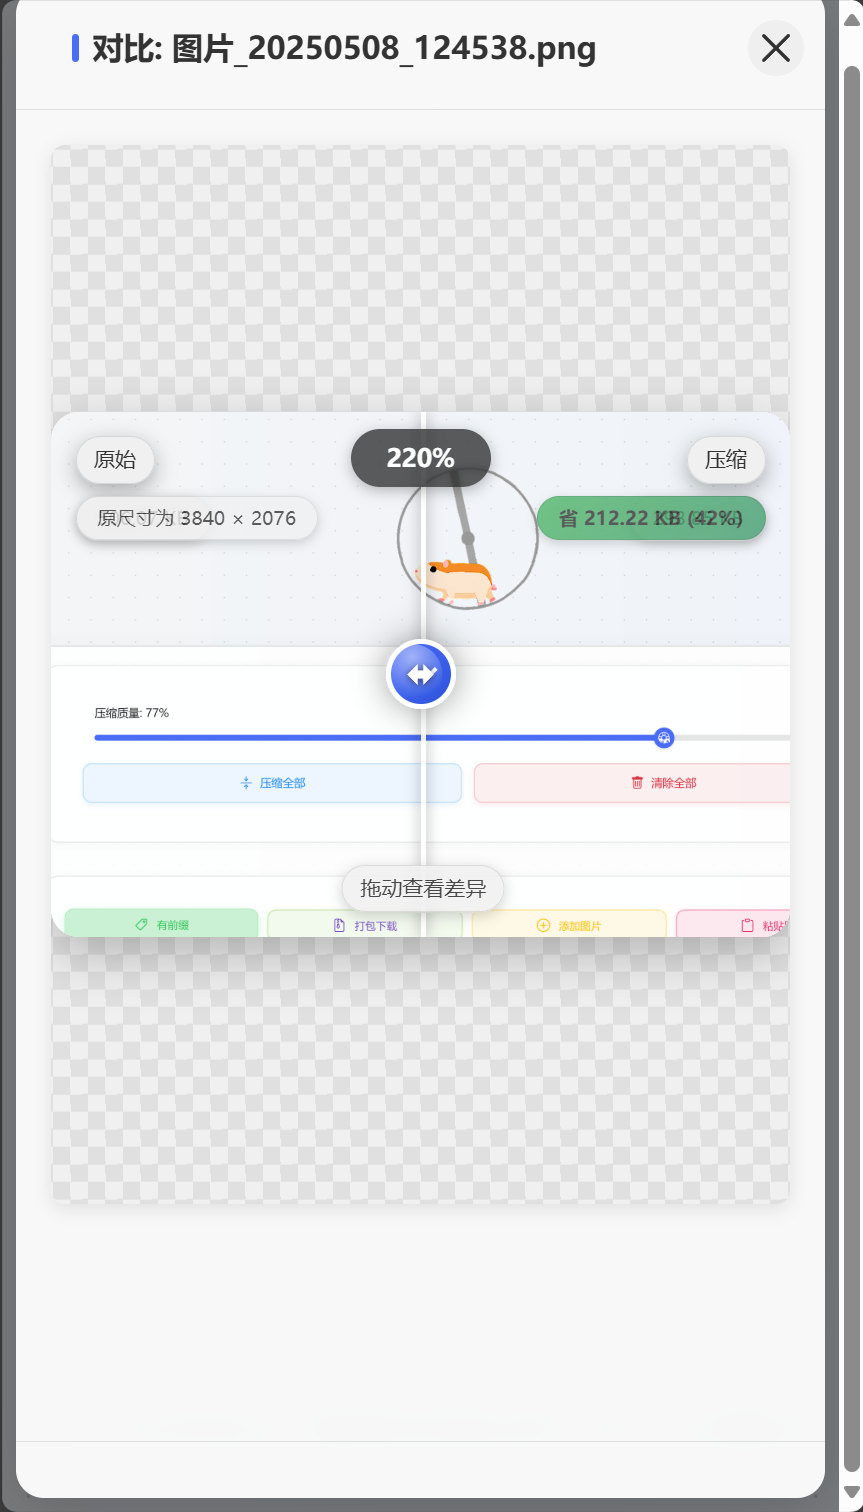 对比: 图片_20250508_124538.png
原始
220%
压缩
原尺寸为 3840 × 2076
省 212.22 KB (42%)
压缩质量: 77%
压缩全部
清除全部
拖动查看差异
有前缀
打包下载
添加图片
粘贴